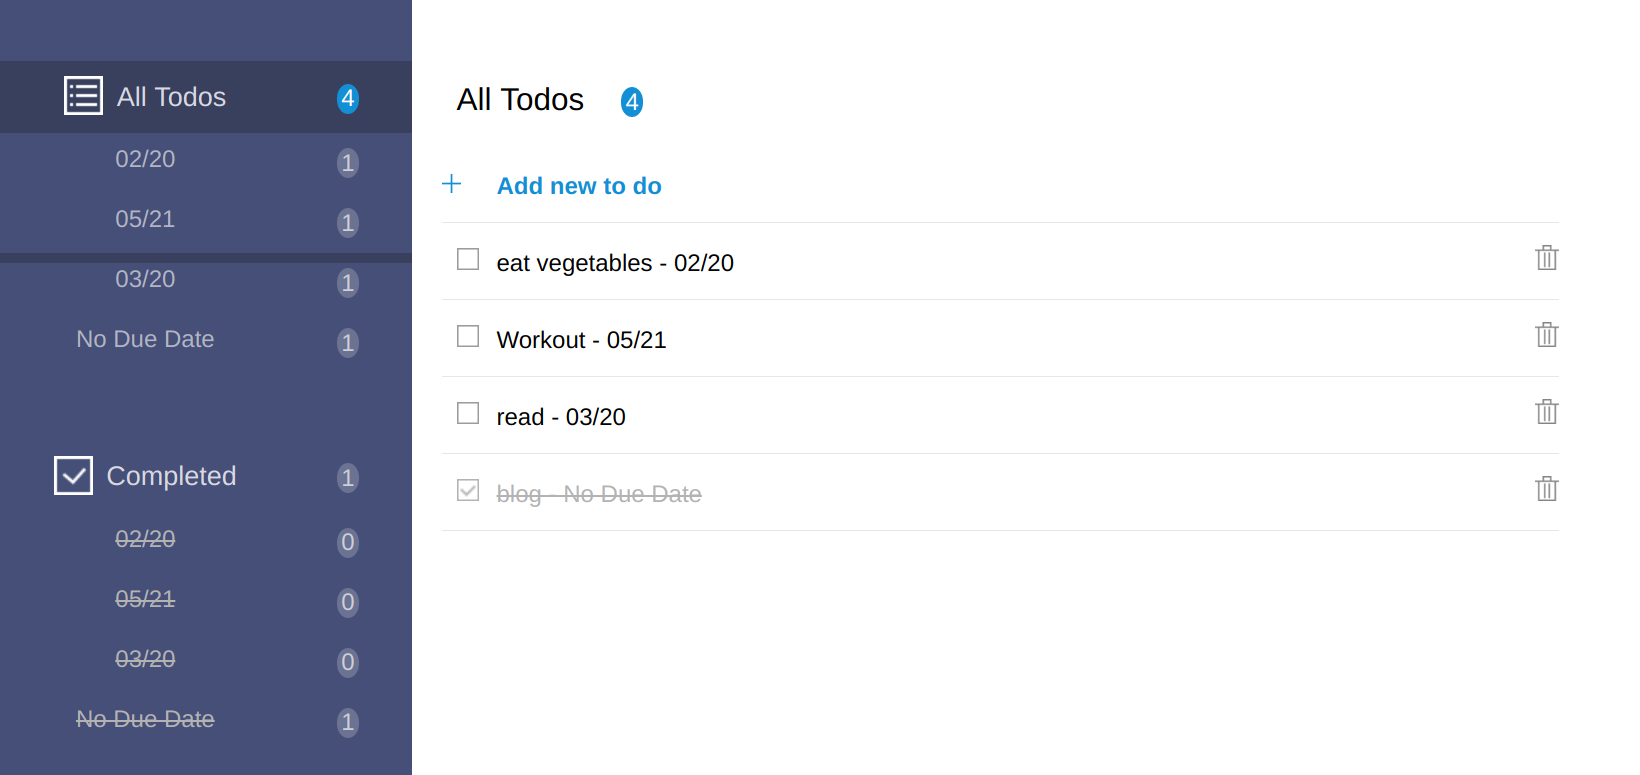 All Todos 4
02/20 1
05/21 1
03/20 1
No Due Date 1
Completed 1
02/20 0
05/21 0
03/20 0
No Due Date 1
All Todos 4
Add new to do
eat vegetables - 02/20
Workout - 05/21
read - 03/20
blog - No Due Date